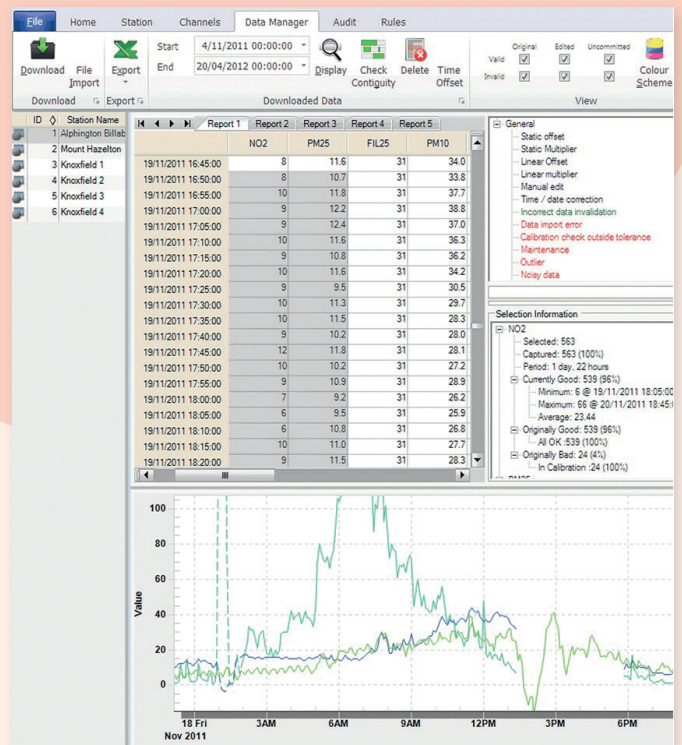 File Home Station Channels Data Manager Audit Rules
Start 4/11/2011 00:00:00
End 20/04/2012 00:00:00
Original Edited Uncommitted
Valid
Invalid
Download File Import Export Display Check Contiguity Delete Time Offset Colour Scheme
Download Export Downloaded Data View
ID Station Name
1 Alphington Billab
2 Mount Hazelton
3 Knoxfield 1
4 Knoxfield 2
5 Knoxfield 3
6 Knoxfield 4
Report 1 Report 2 Report 3 Report 4 Report 5
NO2 PM25 FIL25 PM10
19/11/2011 16:45:00 8 11.6 31 34.0
19/11/2011 16:50:00 8 10.7 31 33.8
19/11/2011 16:55:00 10 11.8 31 37.7
19/11/2011 17:00:00 9 12.2 31 38.8
19/11/2011 17:05:00 9 12.4 31 37.0
19/11/2011 17:10:00 10 11.6 31 36.3
19/11/2011 17:15:00 9 10.8 31 36.2
19/11/2011 17:20:00 10 11.6 31 34.2
19/11/2011 17:25:00 9 9.5 31 30.5
19/11/2011 17:30:00 10 11.3 31 29.7
19/11/2011 17:35:00 10 11.5 31 28.3
19/11/2011 17:40:00 9 10.2 31 28.0
19/11/2011 17:45:00 12 11.8 31 28.1
19/11/2011 17:50:00 10 10.2 31 27.2
19/11/2011 17:55:00 9 10.9 31 28.9
19/11/2011 18:00:00 7 9.2 31 26.2
19/11/2011 18:05:00 6 9.5 31 25.9
19/11/2011 18:10:00 6 10.8 31 26.8
19/11/2011 18:15:00 10 11.0 31 27.7
19/11/2011 18:20:00 9 11.5 31 28.3
General
Static offset
Static Multiplier
Linear Offset
Linear multiplier
Manual edit
Time / date correction
Incorrect data invalidation
Data import error
Calibration check outside tolerance
Maintenance
Outlier
Noisy data
Selection Information
NO2
Selected: 563
Captured: 563 (100%)
Period: 1 day, 22 hours
Currently Good: 539 (96%)
Minimum: 6 @ 19/11/2011 18:05:00
Maximum: 66 @ 20/11/2011 18:45:
Average: 23.44
Originally Good: 539 (96%)
All OK :539 (100%)
Originally Bad: 24 (4%)
In Calibration :24 (100%)
Value
100
80
60
40
20
0
18 Fri 3AM 6AM 9AM 12PM 3PM 6PM
Nov 2011